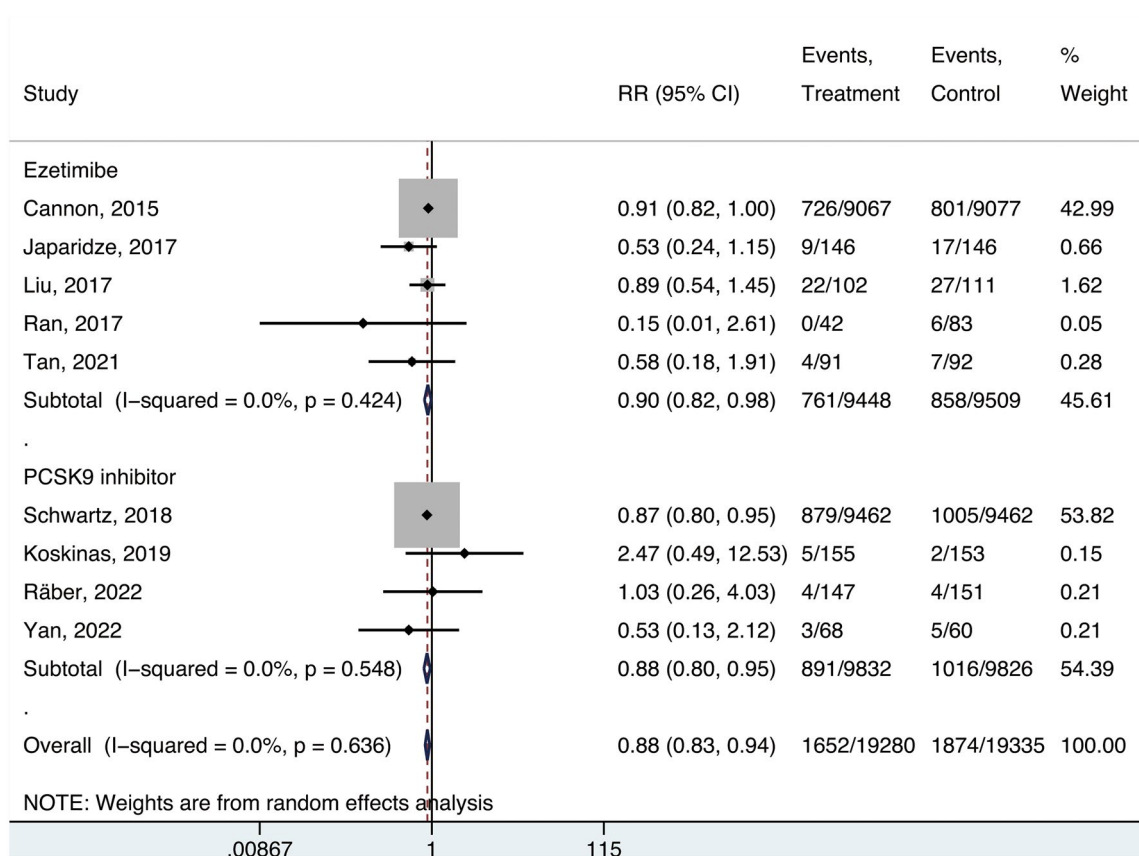 Events, Events, %
Study RR (95% CI) Treatment Control Weight
Ezetimibe
Cannon, 2015 0.91 (0.82, 1.00) 726/9067 801/9077 42.99
Japaridze, 2017 0.53 (0.24, 1.15) 9/146 17/146 0.66
Liu, 2017 0.89 (0.54, 1.45) 22/102 27/111 1.62
Ran, 2017 0.15 (0.01, 2.61) 0/42 6/83 0.05
Tan, 2021 0.58 (0.18, 1.91) 4/91 7/92 0.28
Subtotal (I−squared = 0.0%, p = 0.424) 0.90 (0.82, 0.98) 761/9448 858/9509 45.61
.
PCSK9 inhibitor
Schwartz, 2018 0.87 (0.80, 0.95) 879/9462 1005/9462 53.82
Koskinas, 2019 2.47 (0.49, 12.53) 5/155 2/153 0.15
Räber, 2022 1.03 (0.26, 4.03) 4/147 4/151 0.21
Yan, 2022 0.53 (0.13, 2.12) 3/68 5/60 0.21
Subtotal (I−squared = 0.0%, p = 0.548) 0.88 (0.80, 0.95) 891/9832 1016/9826 54.39
.
Overall (I−squared = 0.0%, p = 0.636) 0.88 (0.83, 0.94) 1652/19280 1874/19335 100.00
NOTE: Weights are from random effects analysis
.00867 1 115